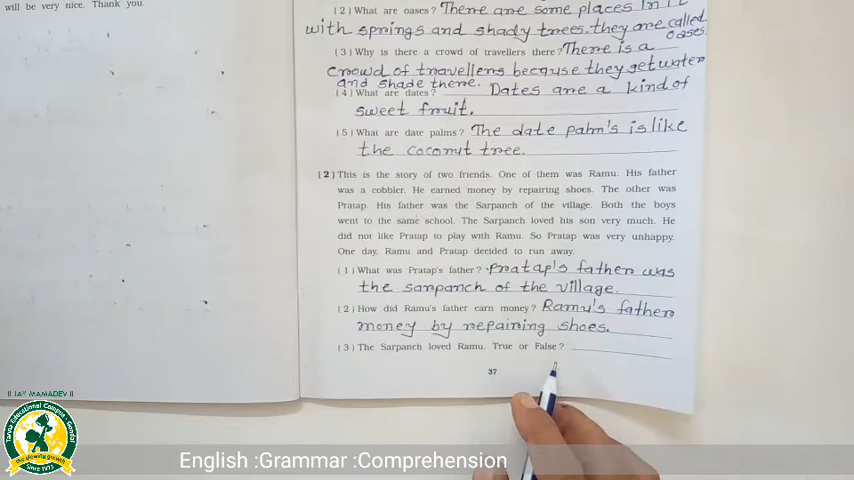 will be very nice. Thank you.
(2) What are oases? There are some places in
with springs and shady trees. they are called
oases.
(3) Why is there a crowd of travellers there? There is a
crowd of travellers because they get water
and shade there.
(4) What are dates? Dates are a kind of
sweet fruit.
(5) What are date palms? The date palm's is like
the coconut tree.
(2) This is the story of two friends. One of them was Ramu. His father
was a cobbler. He earned money by repairing shoes. The other was
Pratap. His father was the Sarpanch of the village. Both the boys
went to the same school. The Sarpanch loved his son very much. He
did not like Pratap to play with Ramu. So Pratap was very unhappy.
One day, Ramu and Pratap decided to run away.
(1) What was Pratap's father? Pratap's father was
the sarpanch of the village.
(2) How did Ramu's father earn money? Ramu's father
money by repairing shoes.
(3) The Sarpanch loved Ramu. True or False?
37
|| JAY MAMADEV ||
Since 1973
English :Grammar :Comprehension